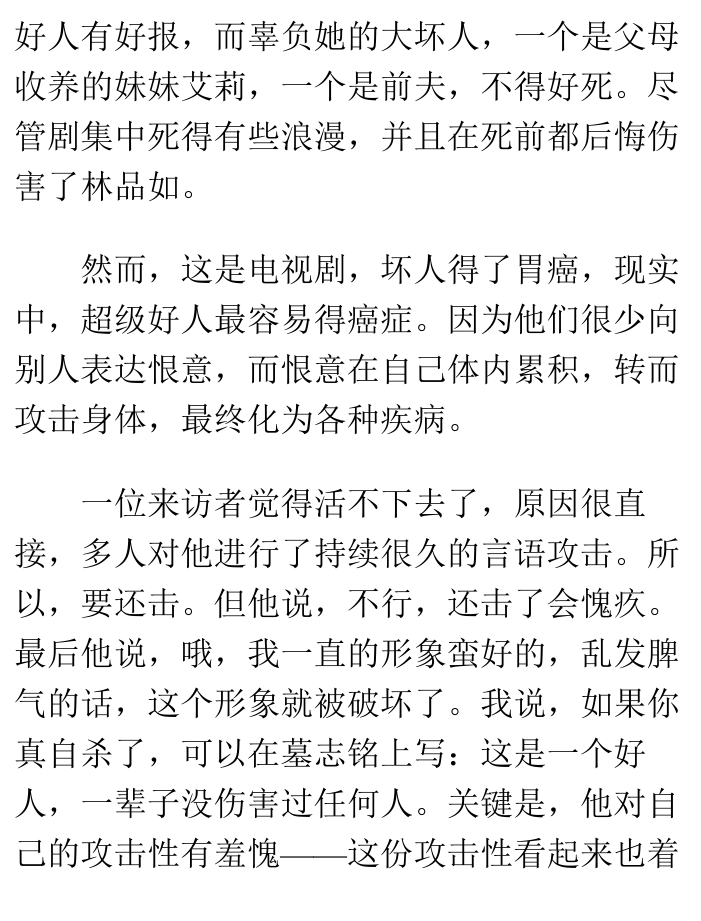 好人有好报，而辜负她的大坏人，一个是父母
收养的妹妹艾莉，一个是前夫，不得好死。尽
管剧集中死得有些浪漫，并且在死前都后悔伤
害了林品如。
然而，这是电视剧，坏人得了胃癌，现实
中，超级好人最容易得癌症。因为他们很少向
别人表达恨意，而恨意在自己体内累积，转而
攻击身体，最终化为各种疾病。
一位来访者觉得活不下去了，原因很直
接，多人对他进行了持续很久的言语攻击。所
以，要还击。但他说，不行，还击了会愧疚。
最后他说，哦，我一直的形象蛮好的，乱发脾
气的话，这个形象就被破坏了。我说，如果你
真自杀了，可以在墓志铭上写：这是一个好
人，一辈子没伤害过任何人。关键是，他对自
己的攻击性有羞愧——这份攻击性看起来也着